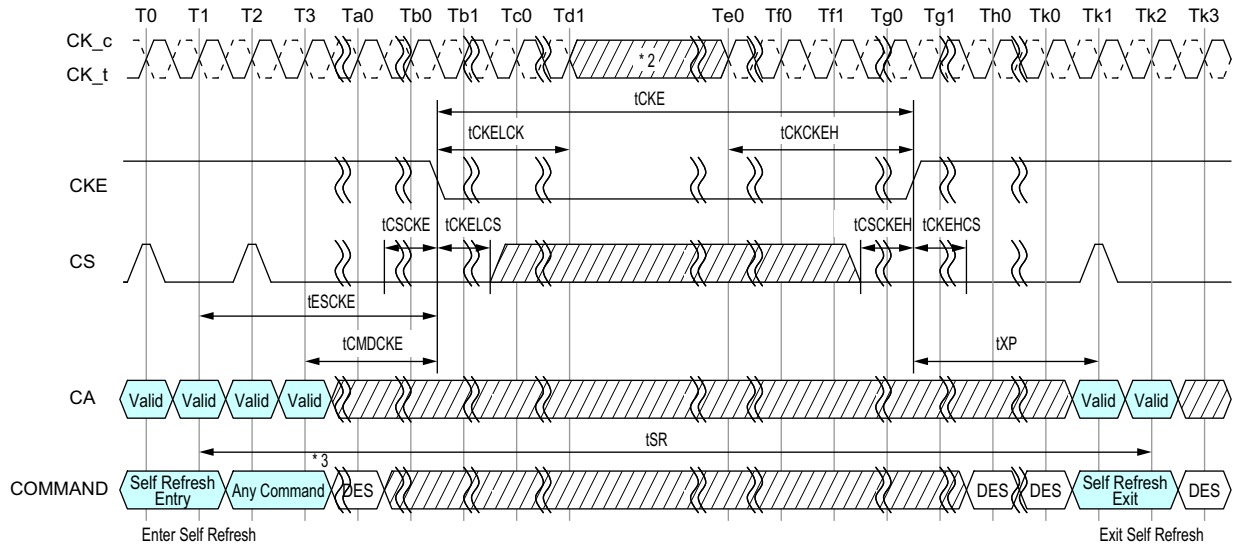 T0 T1 T2 T3 Ta0 Tb0 Tb1 Tc0 Td1 Te0 Tf0 Tf1 Tg0 Tg1 Th0 Tk0 Tk1 Tk2 Tk3
CK_c
CK_t
* 2
tCKE
tCKELCK tCKCKEH
CKE
tCSCKE tCKELCS tCSCKEH tCKEHCS
CS
tESCKE
tCMDCKE tXP
CA Valid Valid Valid Valid Valid Valid
tSR
* 3
COMMAND Self Refresh Entry Any Command DES DES DES Self Refresh Exit DES
Enter Self Refresh Exit Self Refresh